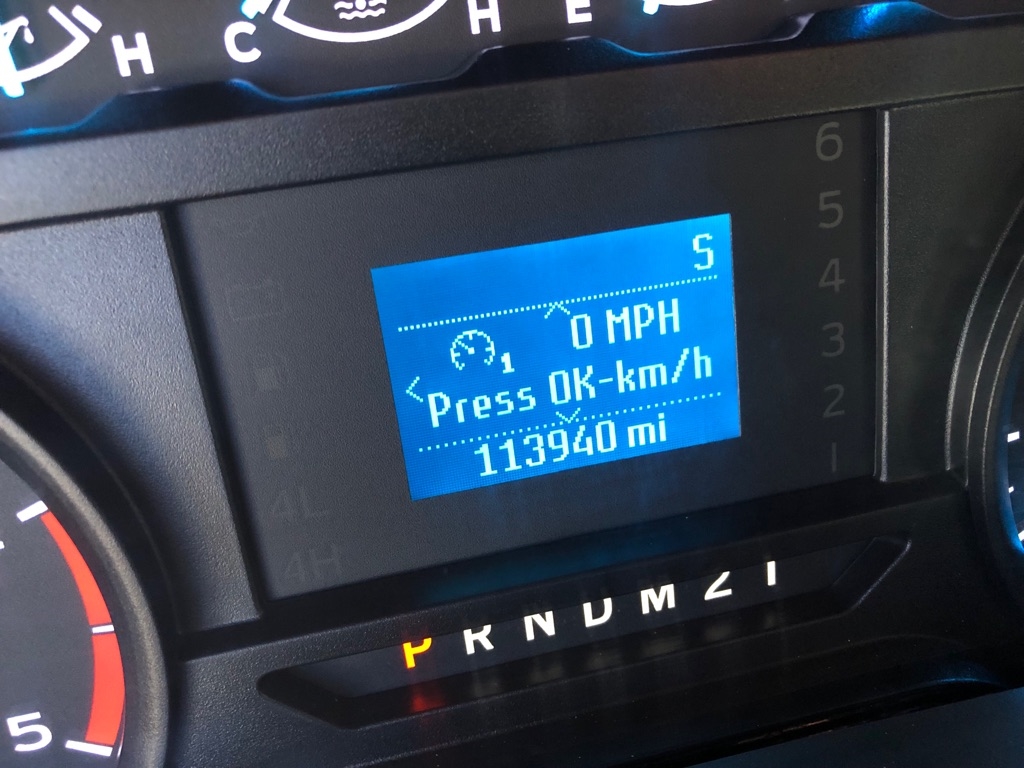 H C H E
6
5
4
3
2
1
S
0 MPH
1
Press OK-km/h
113940 mi
4L
4H
P R N D M 2 1
5